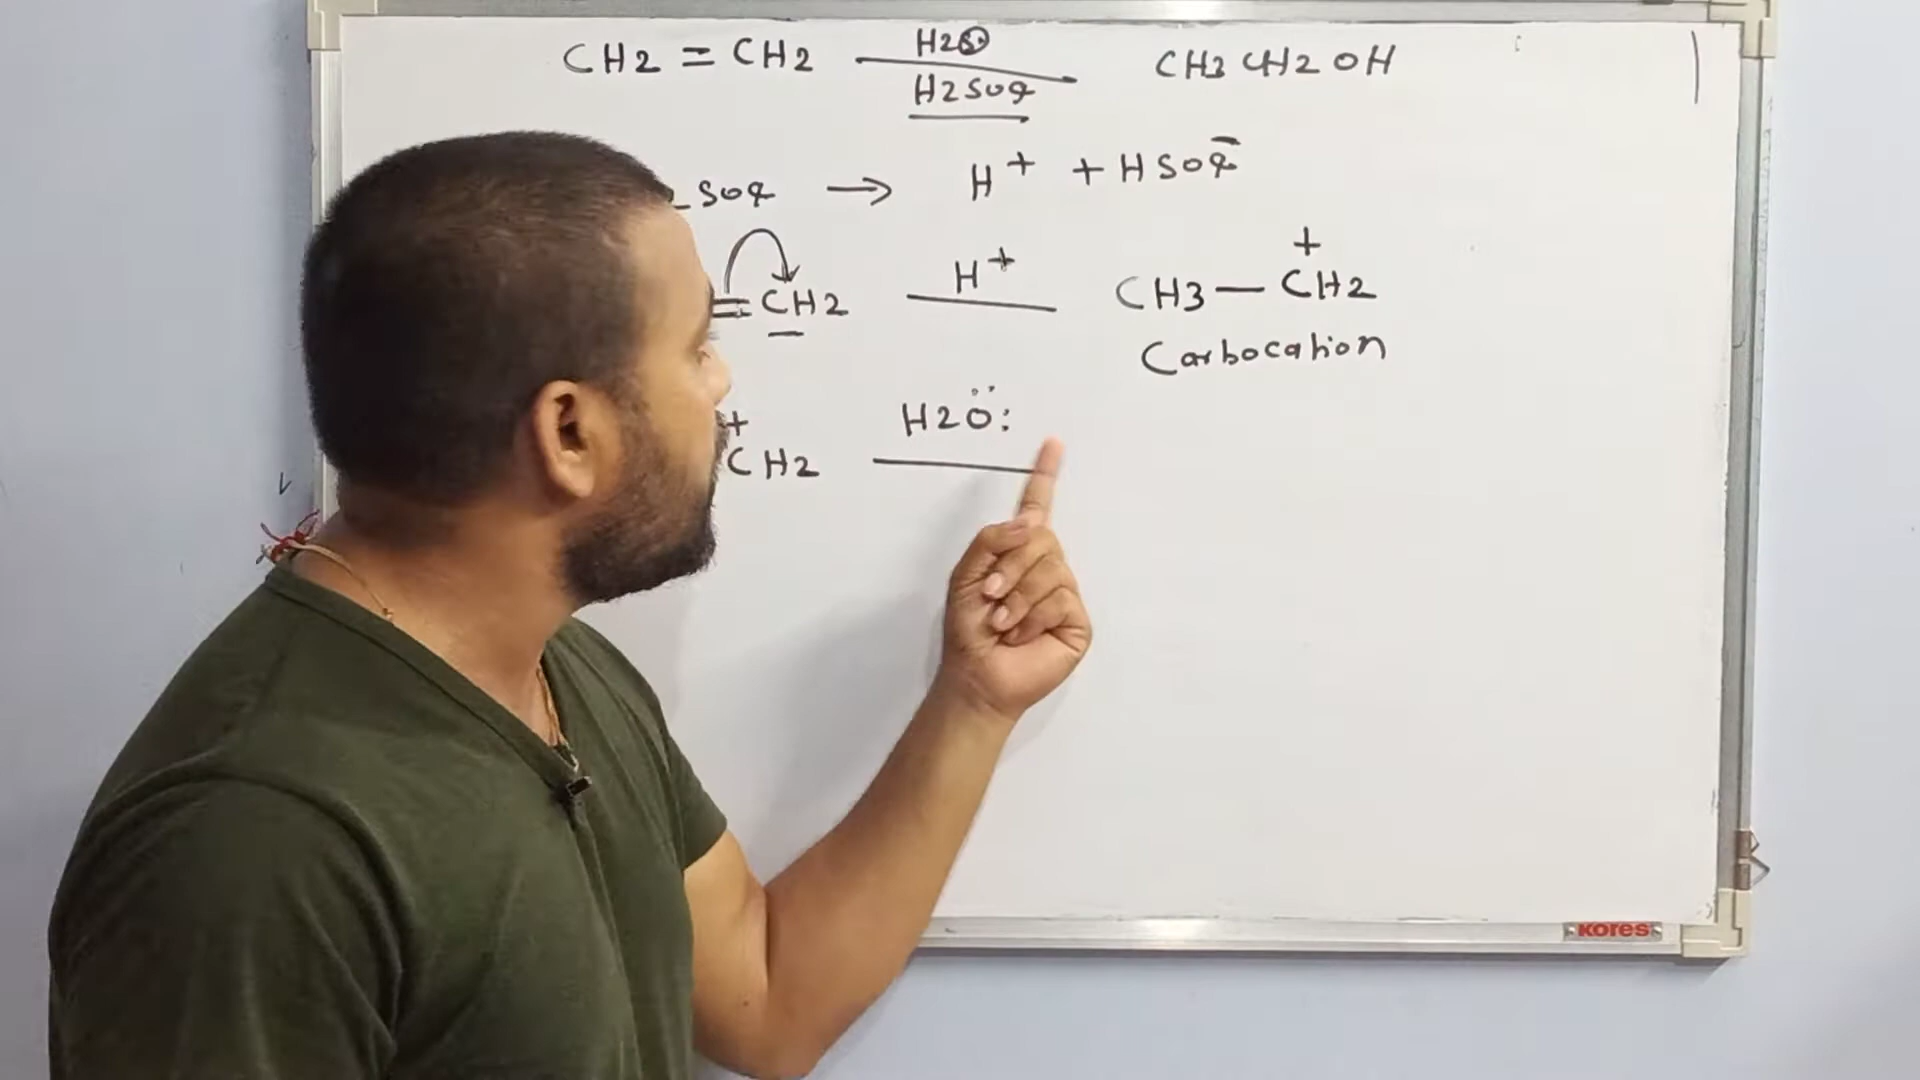 CH2 = CH2 H2O CH3 CH2 OH
H2SO4
SO4 → H+ + HSO4-
= CH2 H+ CH3 — CH2+
Carbocation
+CH2 H2O:
KORES